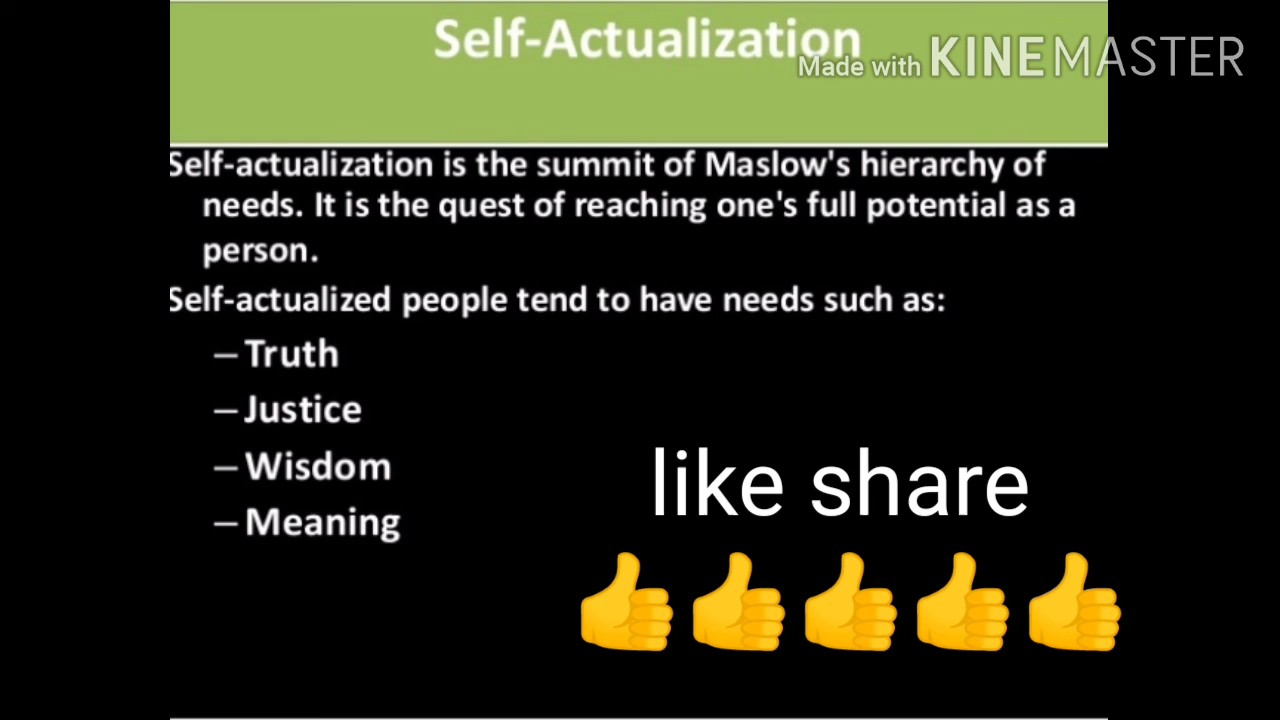 Self-Actualization
Made with KINEMASTER
Self-actualization is the summit of Maslow's hierarchy of
needs. It is the quest of reaching one's full potential as a
person.
Self-actualized people tend to have needs such as:
– Truth
– Justice
– Wisdom
– Meaning
like share
👍👍👍👍👍